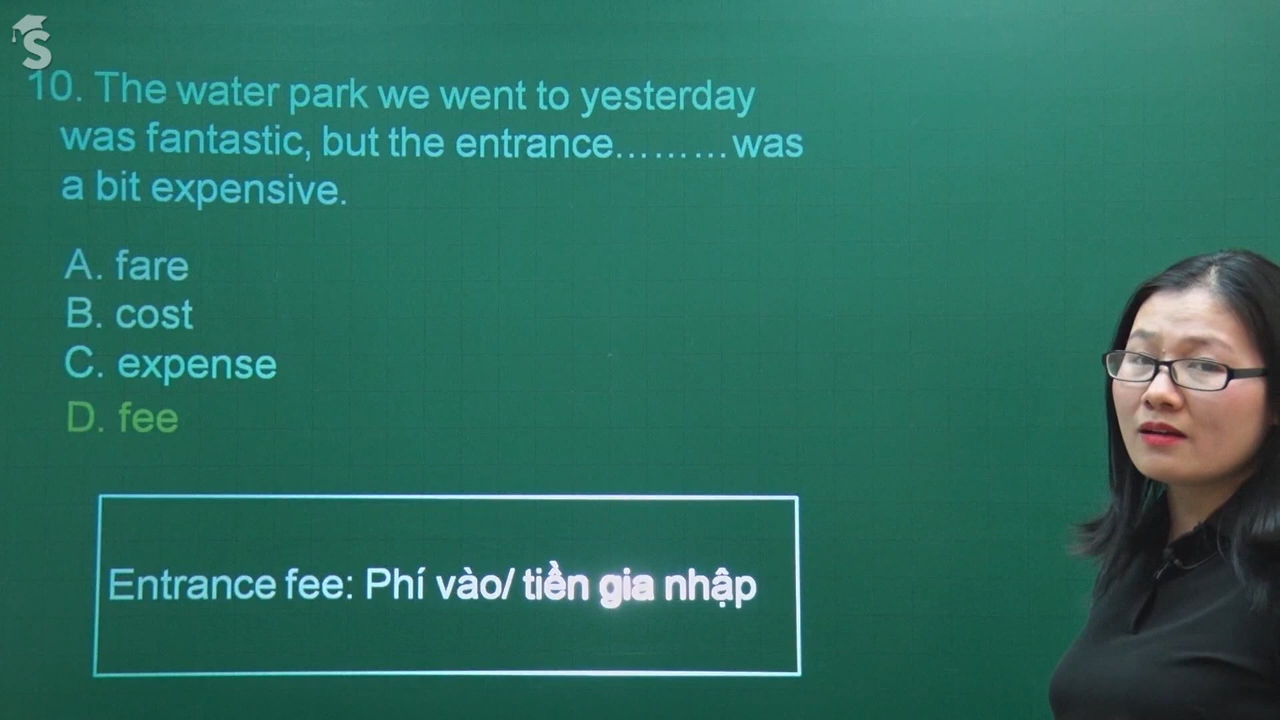 S
10. The water park we went to yesterday
was fantastic, but the entrance.........was
a bit expensive.
A. fare
B. cost
C. expense
D. fee
Entrance fee: Phí vào/ tiền gia nhập